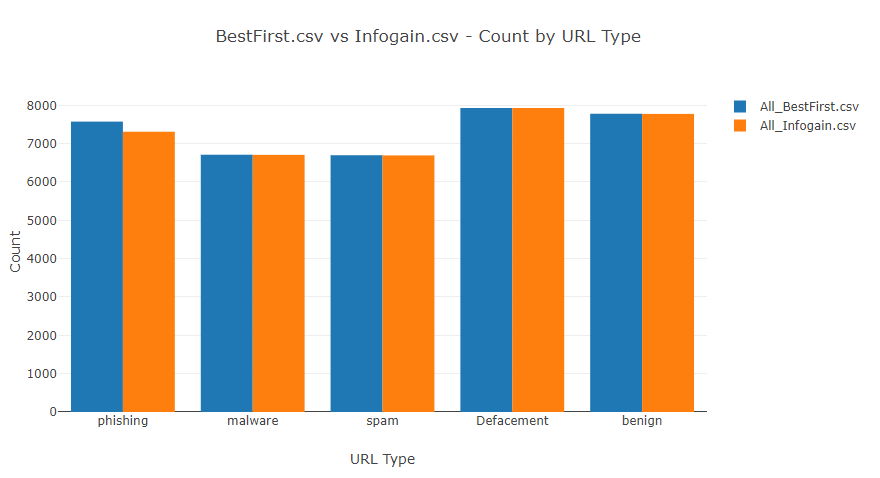 BestFirst.csv vs Infogain.csv - Count by URL Type
All_BestFirst.csv
All_Infogain.csv
8000
7000
6000
5000
4000
3000
2000
1000
0
Count
phishing
malware
spam
Defacement
benign
URL Type